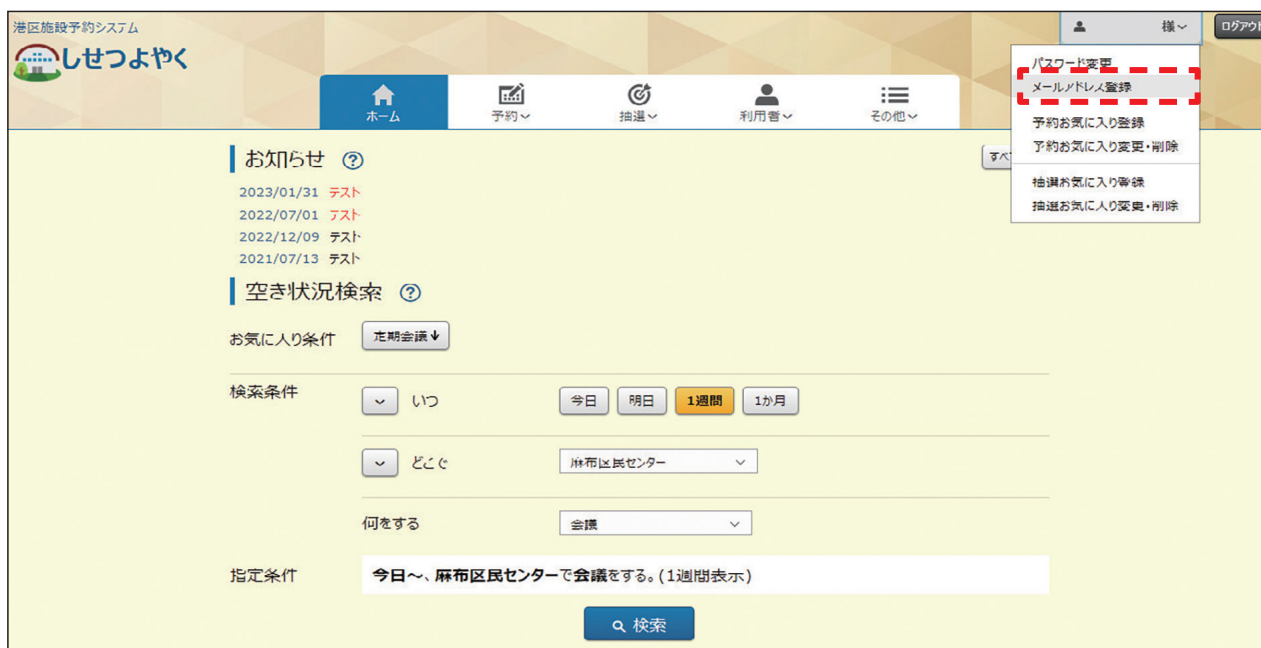 港区施設予約システム
しせつよやく
様
ログアウト
パスワード変更
メールアドレス登録
予約お気に入り登録
予約お気に入り変更・削除
抽選お気に入り登録
抽選お気に入り変更・削除
ホーム
予約
抽選
利用者
その他
お知らせ ?
すべ
2023/01/31 テスト
2022/07/01 テスト
2022/12/09 テスト
2021/07/13 テスト
空き状況検索 ?
お気に入り条件 定期会議↓
検索条件 いつ 今日 明日 1週間 1か月
どこで 麻布区民センター
何をする 会議
指定条件 今日～、麻布区民センターで会議をする。(1週間表示)
検索